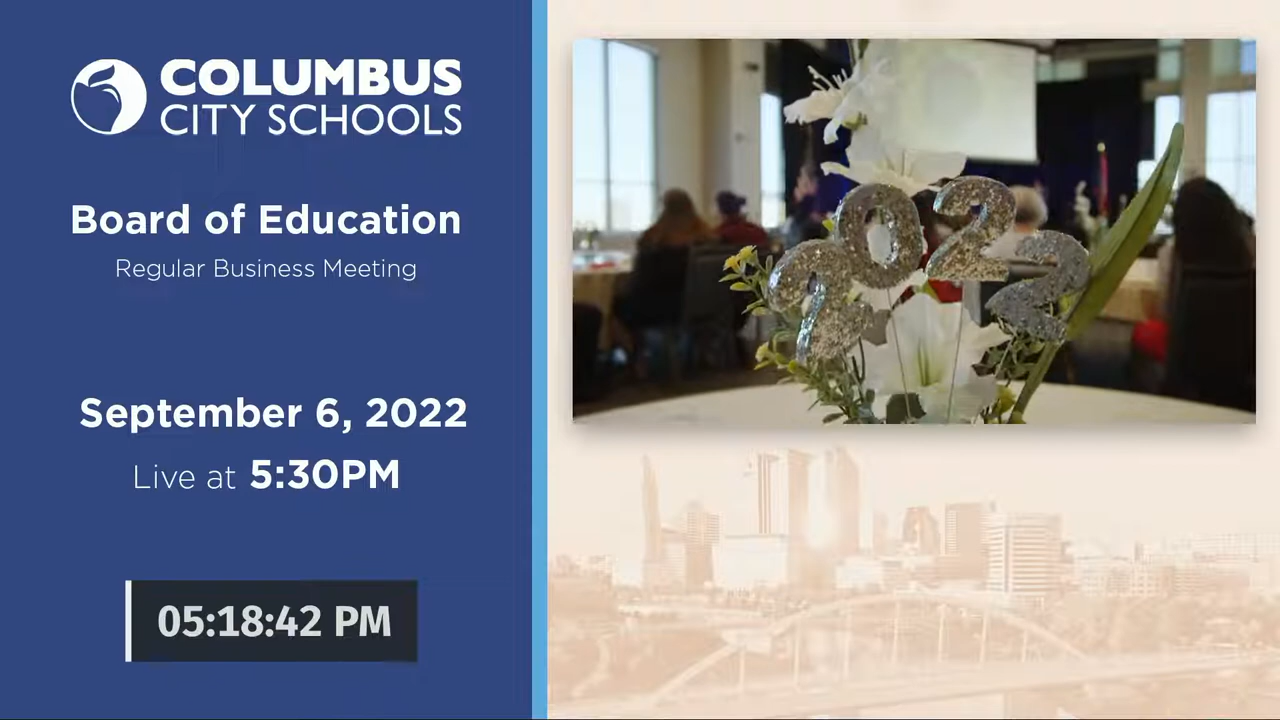 COLUMBUS
CITY SCHOOLS
Board of Education
Regular Business Meeting
September 6, 2022
Live at 5:30PM
05:18:42 PM
2022